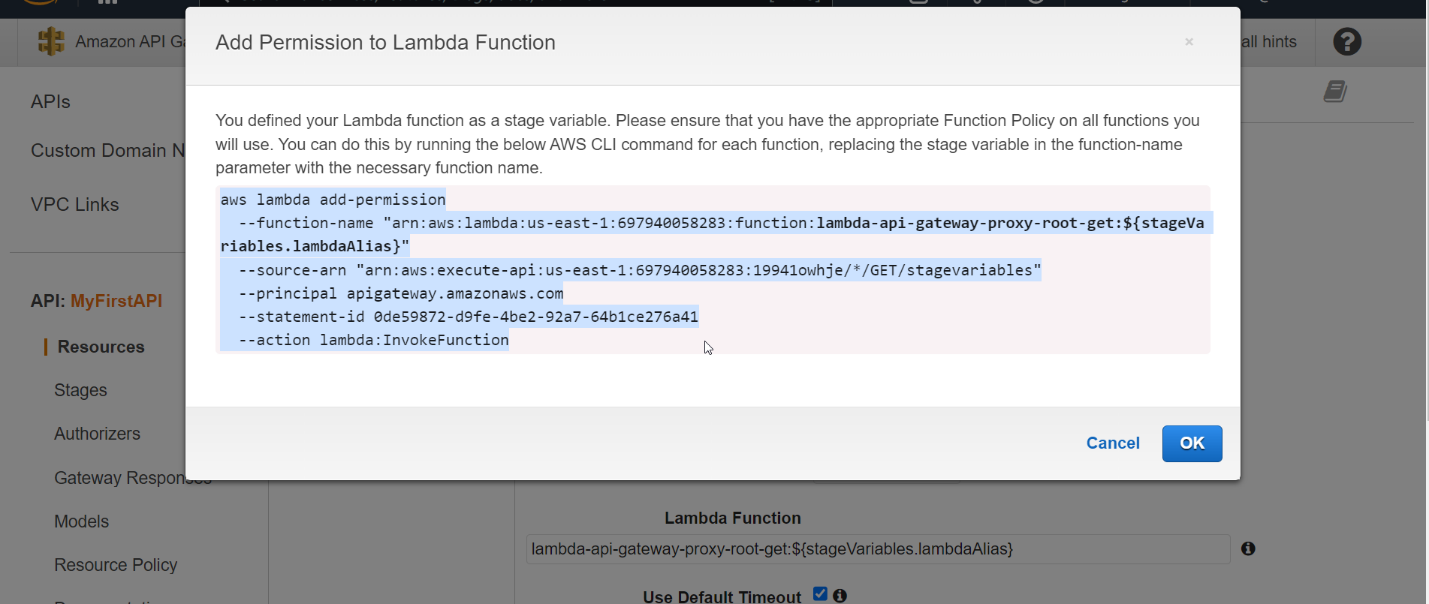 Add Permission to Lambda Function
×
Amazon API Ga
all hints
?
APIs
Custom Domain N
VPC Links
You defined your Lambda function as a stage variable. Please ensure that you have the appropriate Function Policy on all functions you
will use. You can do this by running the below AWS CLI command for each function, replacing the stage variable in the function-name
parameter with the necessary function name.
aws lambda add-permission
--function-name "arn:aws:lambda:us-east-1:697940058283:function:lambda-api-gateway-proxy-root-get:${stageVa
riables.lambdaAlias}"
--source-arn "arn:aws:execute-api:us-east-1:697940058283:19941owhje/*/GET/stagevariables"
--principal apigateway.amazonaws.com
--statement-id 0de59872-d9fe-4be2-92a7-64b1ce276a41
--action lambda:InvokeFunction
API: MyFirstAPI
Resources
Stages
Authorizers
Gateway Responses
Models
Resource Policy
Cancel
OK
Lambda Function
lambda-api-gateway-proxy-root-get:${stageVariables.lambdaAlias}
Use Default Timeout